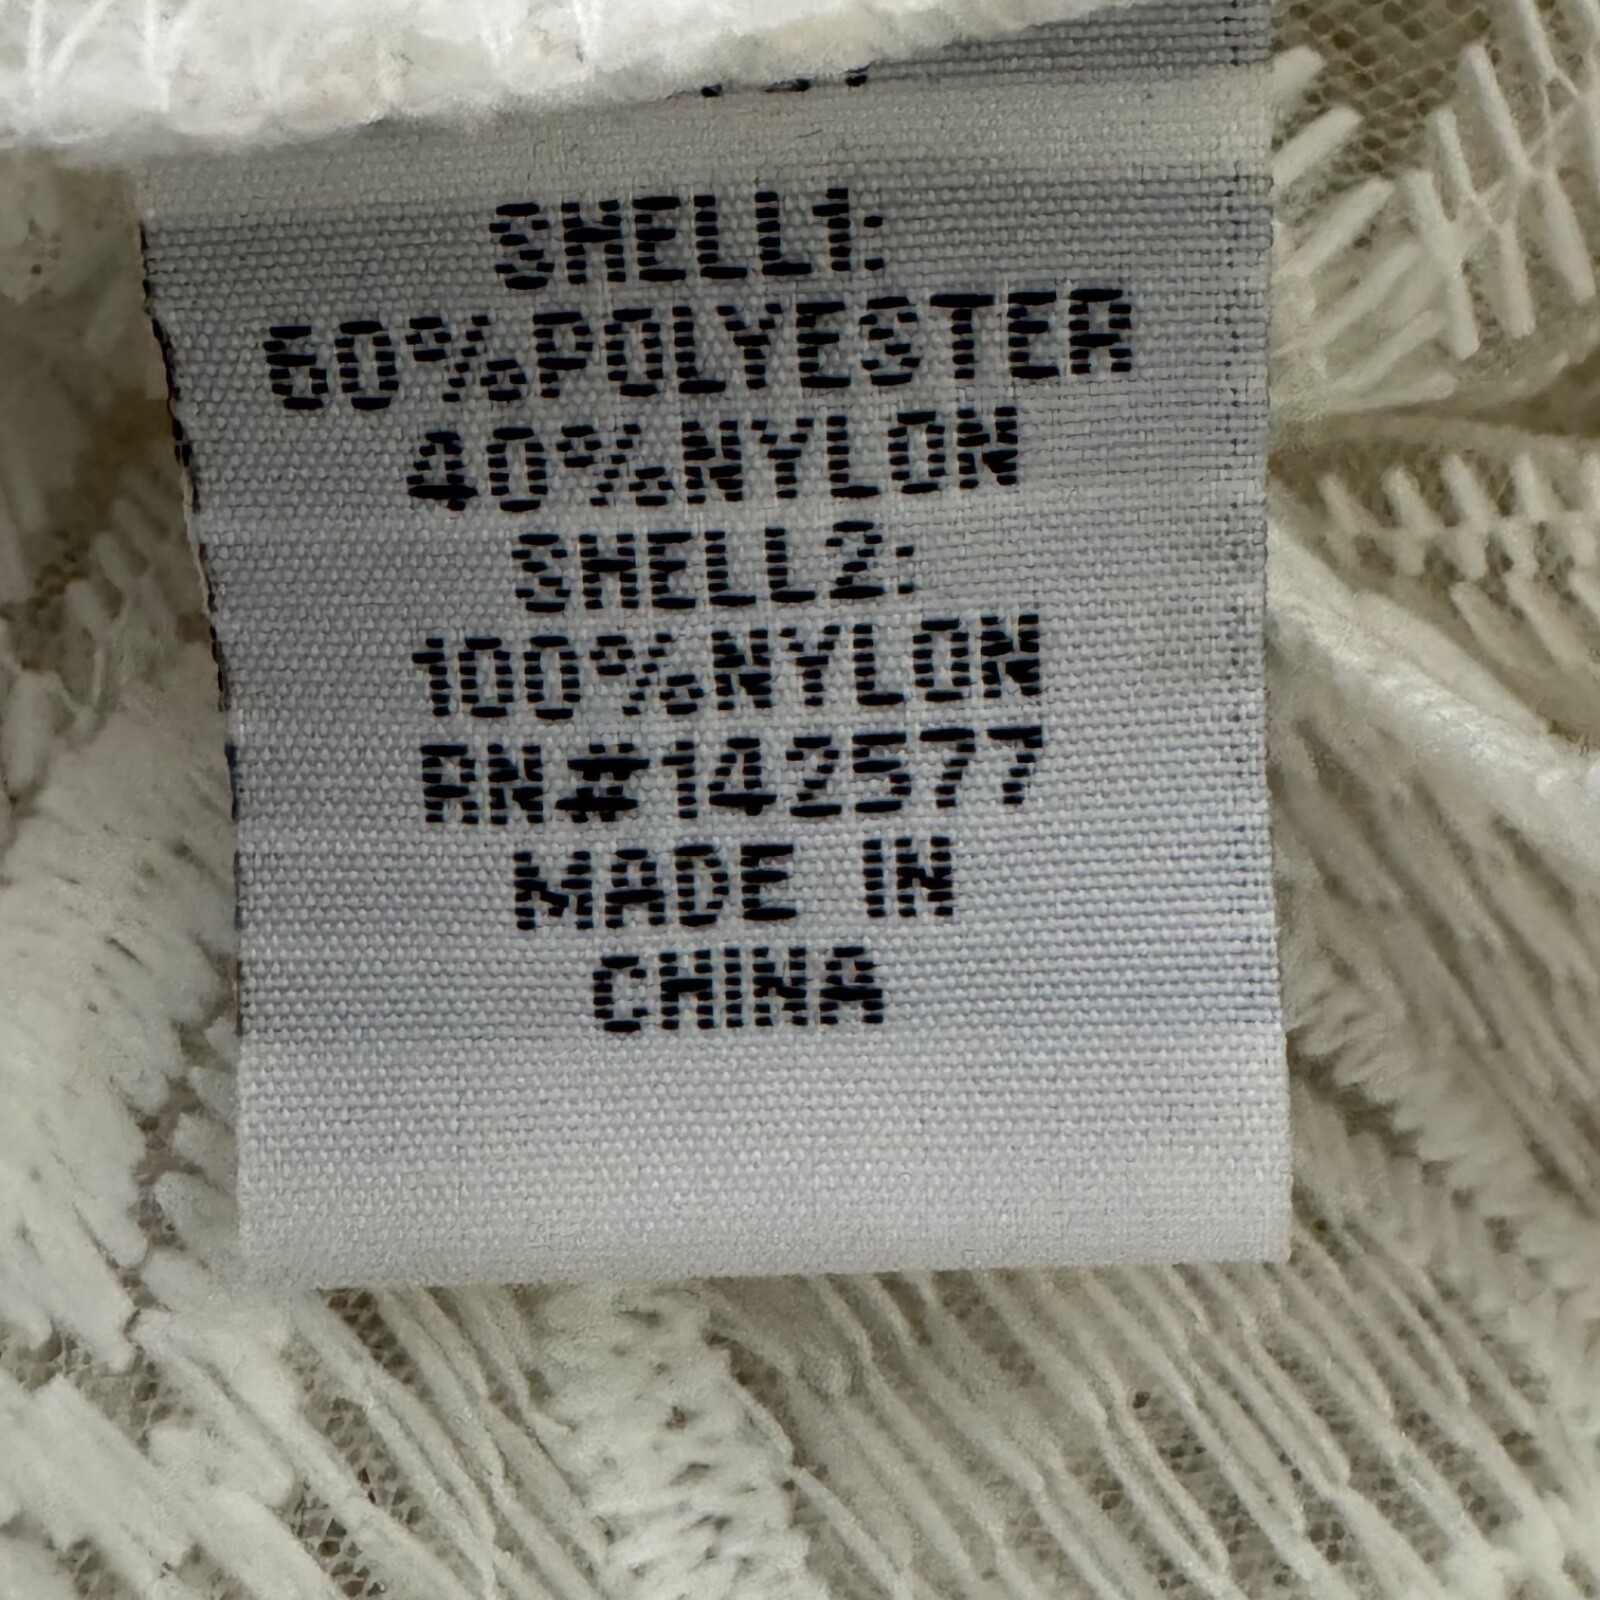 SHELL1:
60%POLYESTER
40%NYLON
SHELL2:
100%NYLON
RN#142577
MADE IN
CHINA